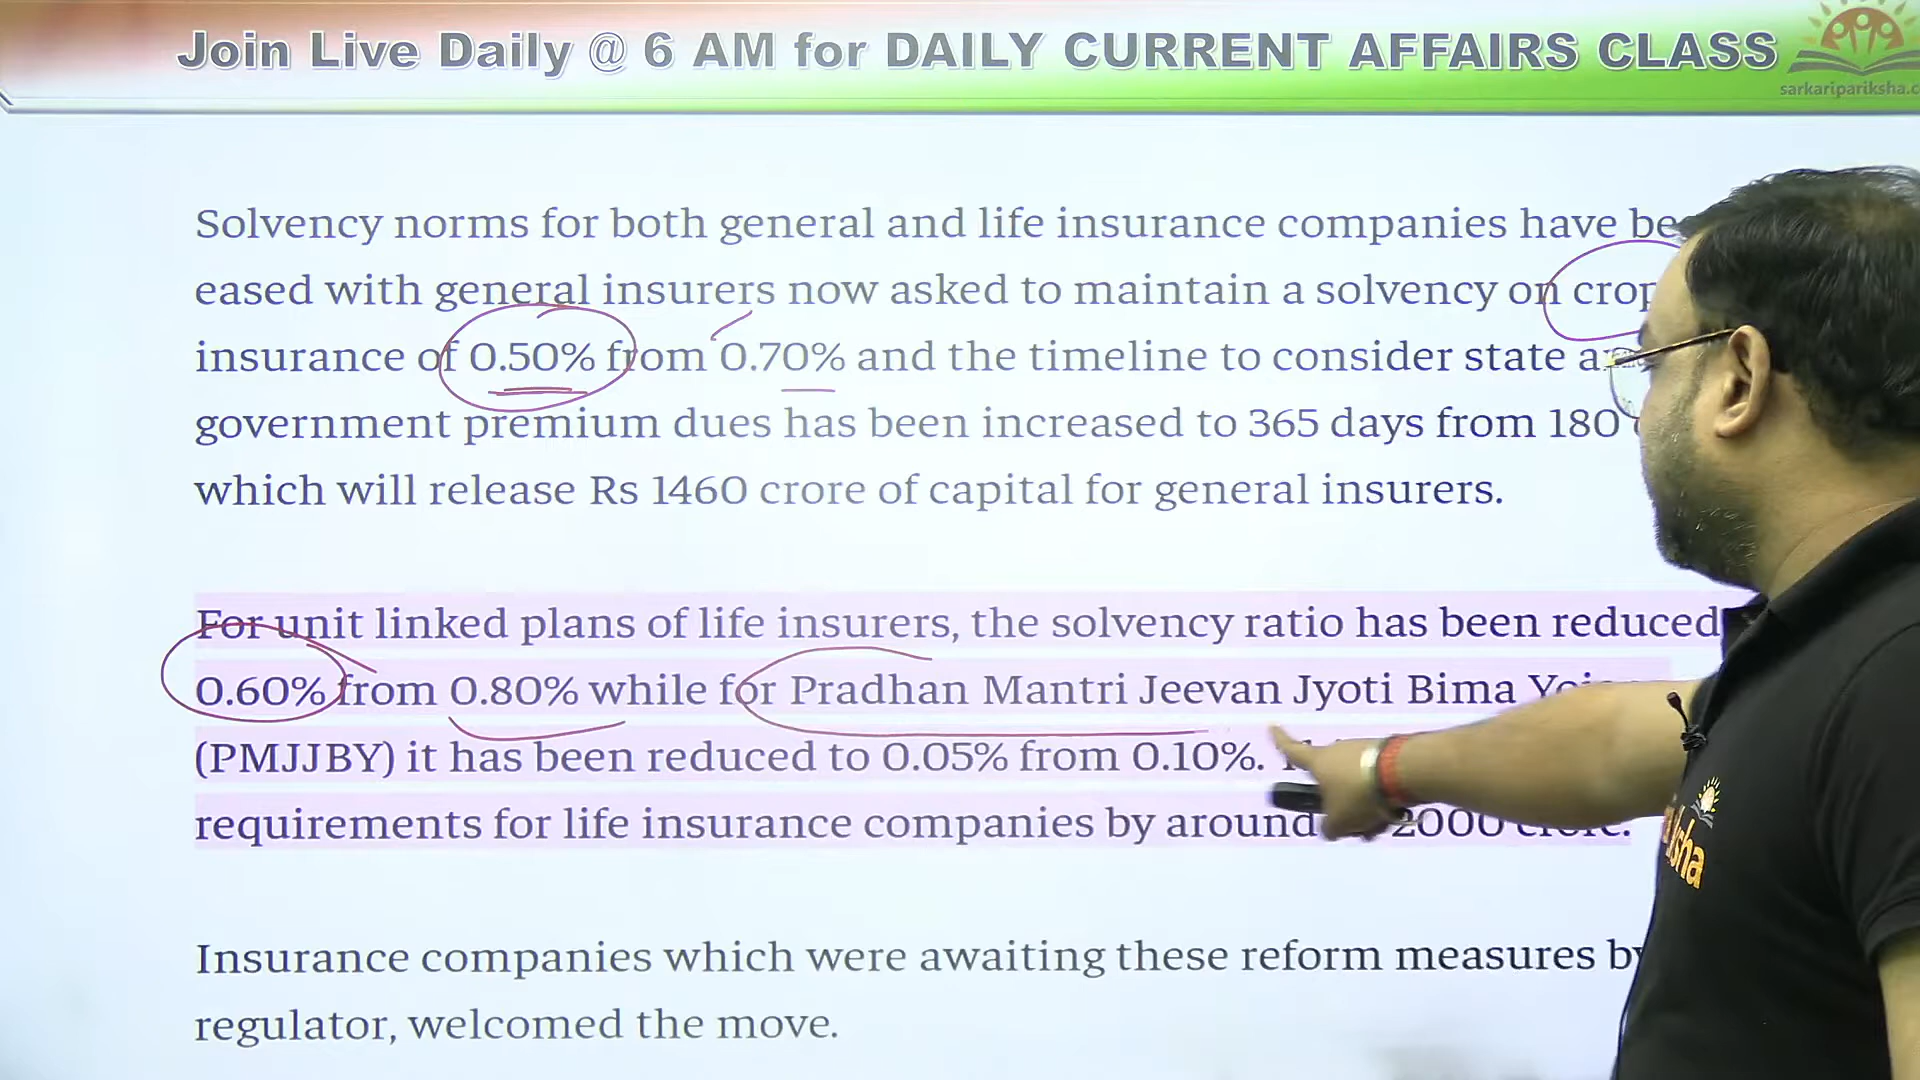 Join Live Daily @ 6 AM for DAILY CURRENT AFFAIRS CLASS
Solvency norms for both general and life insurance companies have
eased with general insurers now asked to maintain a solvency on
insurance of 0.50% from 0.70% and the timeline to consider state
government premium dues has been increased to 365 days from 180
which will release Rs 1460 crore of capital for general insurers.
For unit linked plans of life insurers, the solvency ratio has been reduced
0.60% from 0.80% while for Pradhan Mantri Jeevan Jyoti Bima
(PMJJBY) it has been reduced to 0.05% from 0.10%.
requirements for life insurance companies by around 2000 crore.
Insurance companies which were awaiting these reform measures by
regulator, welcomed the move.